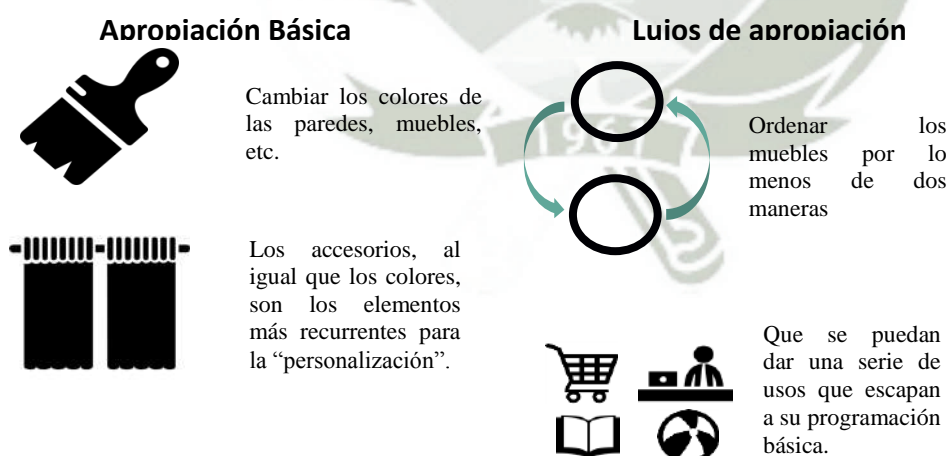 Apropiación Básica
Cambiar los colores de
las paredes, muebles,
etc.
Los accesorios, al
igual que los colores,
son los elementos
más recurrentes para
la “personalización”.
Lujos de apropiación
Ordenar los
muebles por lo
menos de dos
maneras
Que se puedan
dar una serie de
usos que escapan
a su programación
básica.
1961